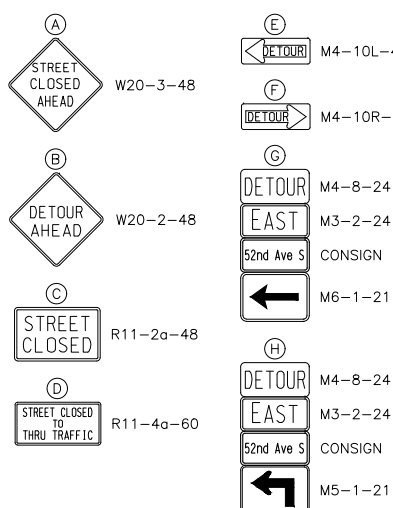 A
STREET
CLOSED
AHEAD
W20-3-48
B
DETOUR
AHEAD
W20-2-48
C
STREET
CLOSED
R11-2a-48
D
STREET CLOSED
TO
THRU TRAFFIC
R11-4a-60
E
DETOUR
M4-10L-4
F
DETOUR
M4-10R-
G
DETOUR M4-8-24
EAST M3-2-24
52nd Ave S CONSIGN
M6-1-21
H
DETOUR M4-8-24
EAST M3-2-24
52nd Ave S CONSIGN
M5-1-21